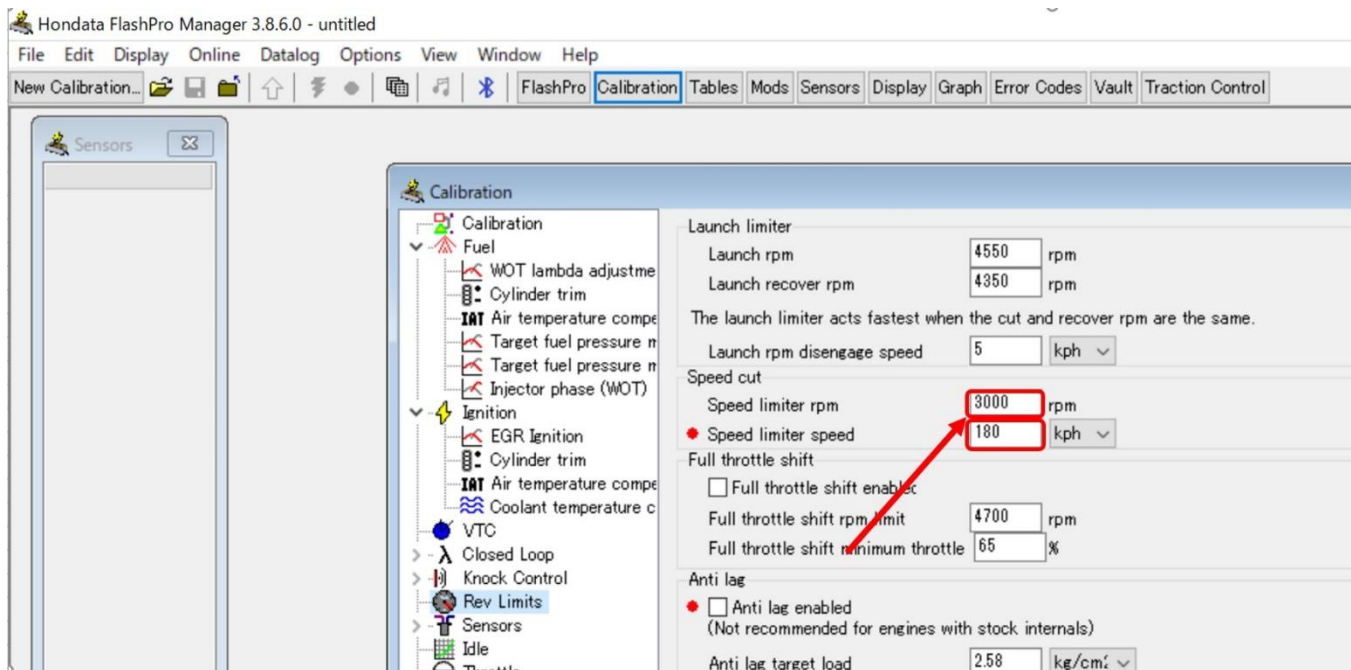 Hondata FlashPro Manager 3.8.6.0 - untitled
File Edit Display Online Datalog Options View Window Help
New Calibration... FlashPro Calibration Tables Mods Sensors Display Graph Error Codes Vault Traction Control
Sensors
Calibration
Calibration
Fuel
WOT lambda adjustme
Cylinder trim
IAT Air temperature compe
Target fuel pressure m
Target fuel pressure m
Injector phase (WOT)
Ignition
EGR Ignition
Cylinder trim
IAT Air temperature compe
Coolant temperature c
VTC
λ Closed Loop
Knock Control
Rev Limits
Sensors
Idle
Throttle
Launch limiter
Launch rpm 4550 rpm
Launch recover rpm 4350 rpm
The launch limiter acts fastest when the cut and recover rpm are the same.
Launch rpm disengage speed 5 kph
Speed cut
Speed limiter rpm 3000 rpm
Speed limiter speed 180 kph
Full throttle shift
Full throttle shift enabled
Full throttle shift rpm limit 4700 rpm
Full throttle shift minimum throttle 65 %
Anti lag
Anti lag enabled
(Not recommended for engines with stock internals)
Anti lag target load 2.58 kg/cm²